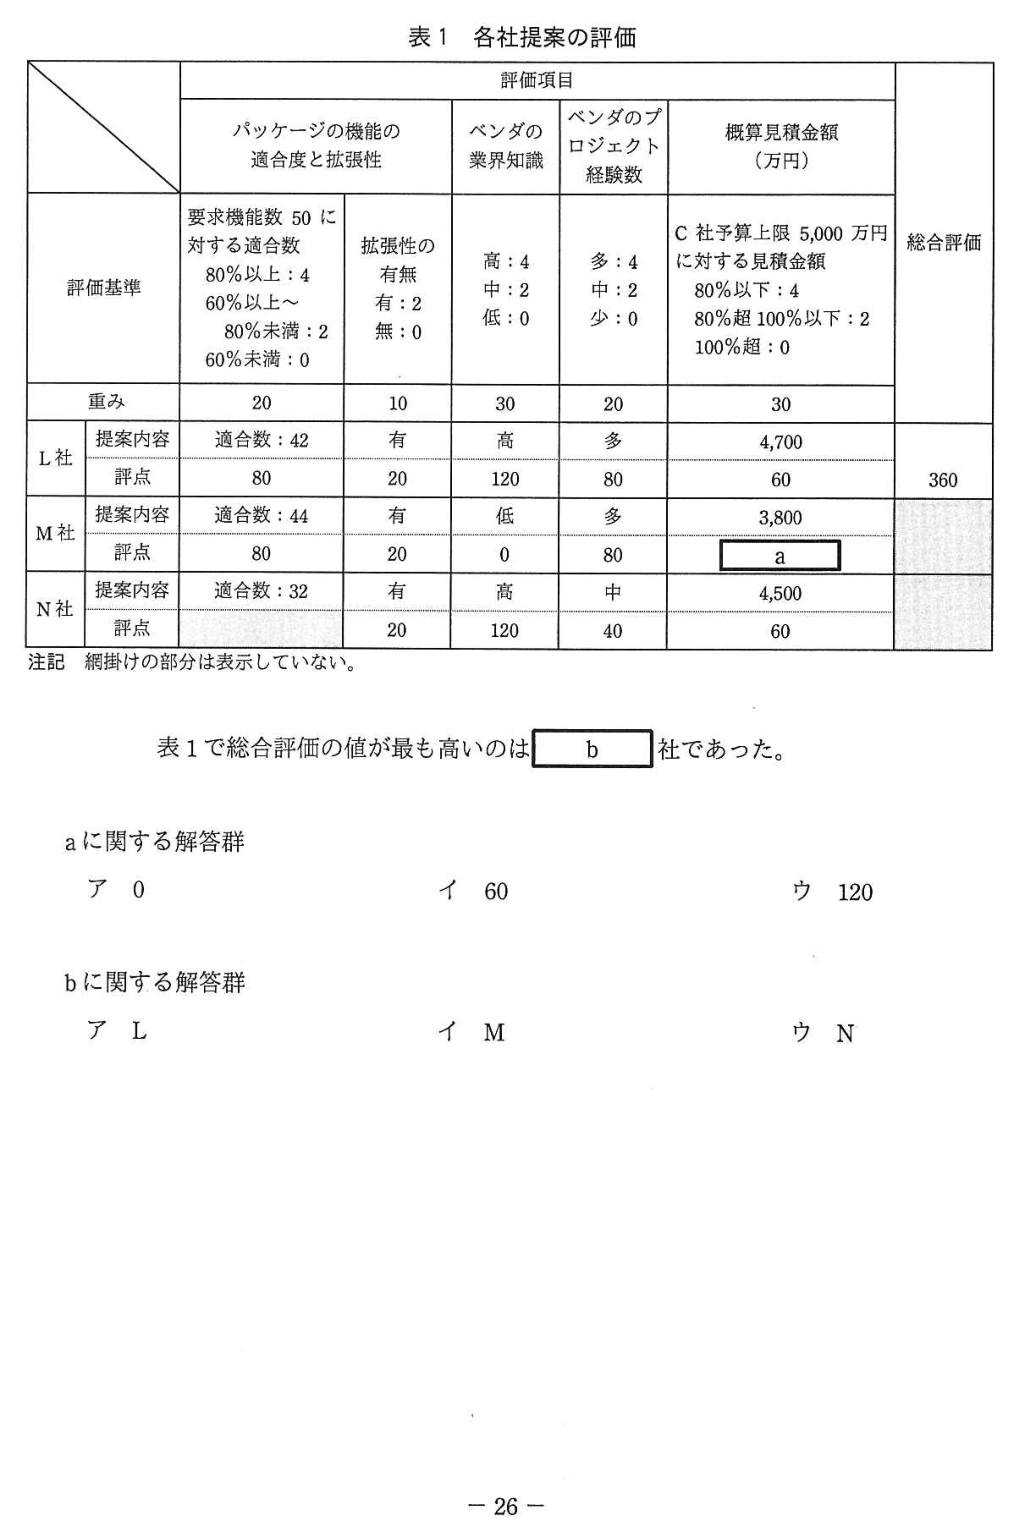 表1 各社提案の評価
評価項目
総合評価
パッケージの機能の
適合度と拡張性
ベンダの
業界知識
ベンダのプ
ロジェクト
経験数
概算見積金額
(万円)
評価基準
要求機能数 50 に
対する適合数
80%以上:4
60%以上~
80%未満:2
60%未満:0
拡張性の
有無
有:2
無:0
高:4
中:2
低:0
多:4
中:2
少:0
C 社予算上限 5,000 万円
に対する見積金額
80%以下:4
80%超 100%以下:2
100%超:0
重み 20 10 30 20 30
L社 提案内容 適合数:42 有 高 多 4,700
評点 80 20 120 80 60 360
M社 提案内容 適合数:44 有 低 多 3,800
評点 80 20 0 80 a
N社 提案内容 適合数:32 有 高 中 4,500
評点 20 120 40 60
注記 網掛けの部分は表示していない。
表1で総合評価の値が最も高いのは b 社であった。
aに関する解答群
ア 0 イ 60 ウ 120
bに関する解答群
ア L イ M ウ N
- 26 -